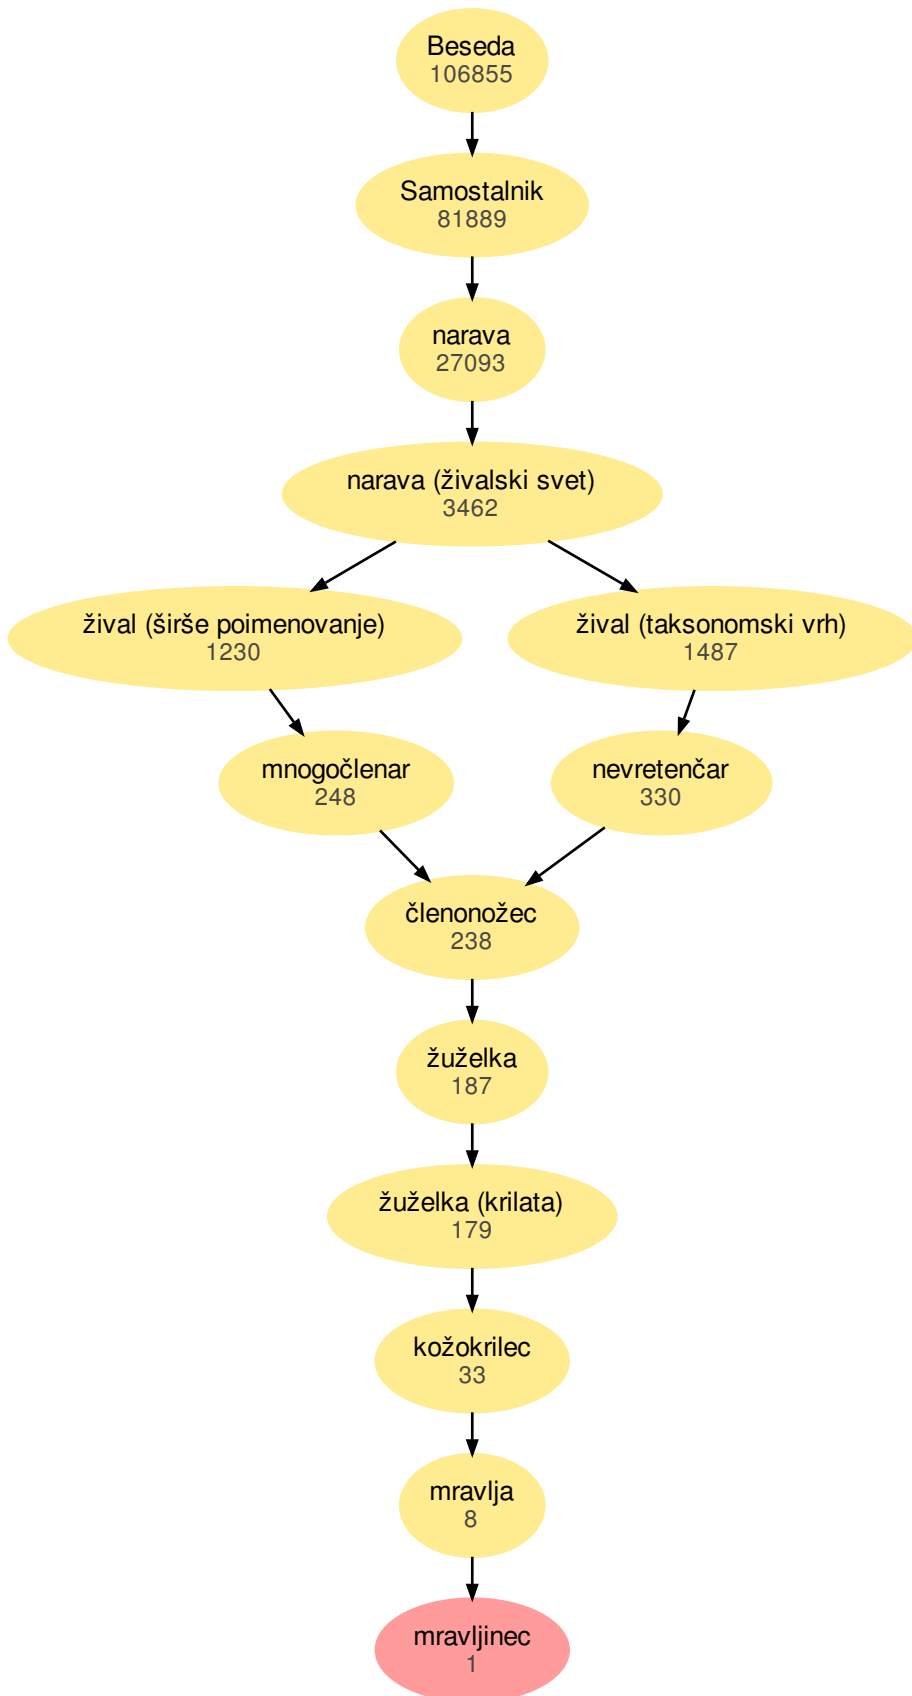 Beseda
106855
Samostalnik
81889
narava
27093
narava (živalski svet)
3462
žival (širše poimenovanje)
1230
žival (taksonomski vrh)
1487
mnogočlenar
248
nevretenčar
330
členonožec
238
žuželka
187
žuželka (krilata)
179
kožokrilec
33
mravlja
8
mravljinec
1